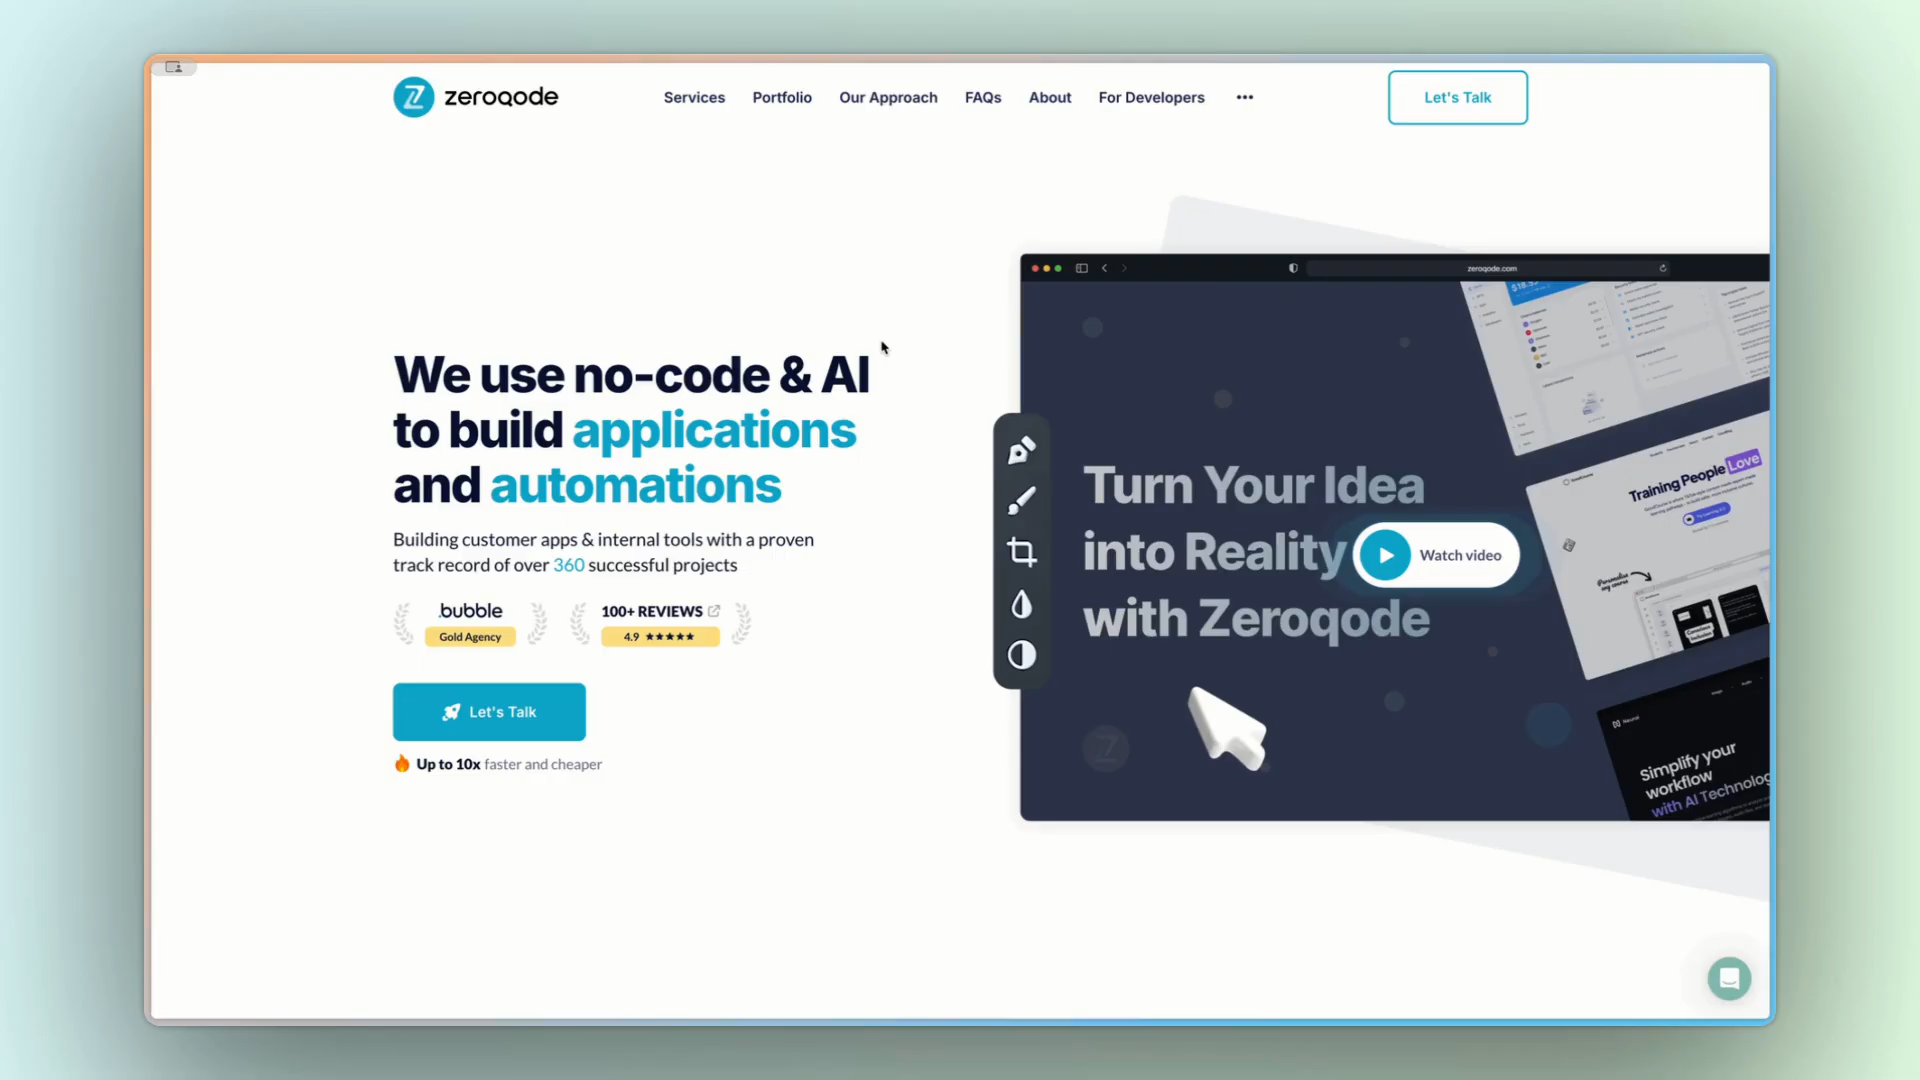 zeroqode
Services Portfolio Our Approach FAQs About For Developers •••
Let's Talk
We use no-code & AI
to build applications
and automations
Building customer apps & internal tools with a proven
track record of over 360 successful projects
.bubble
Gold Agency
100+ REVIEWS
4.9 ★★★★★
Let's Talk
Up to 10x faster and cheaper
zeroqode.com
Turn Your Idea
into Reality
with Zeroqode
Watch video
Training People Love
Personalise
my course
Simplify your
workflow
with AI Technolog